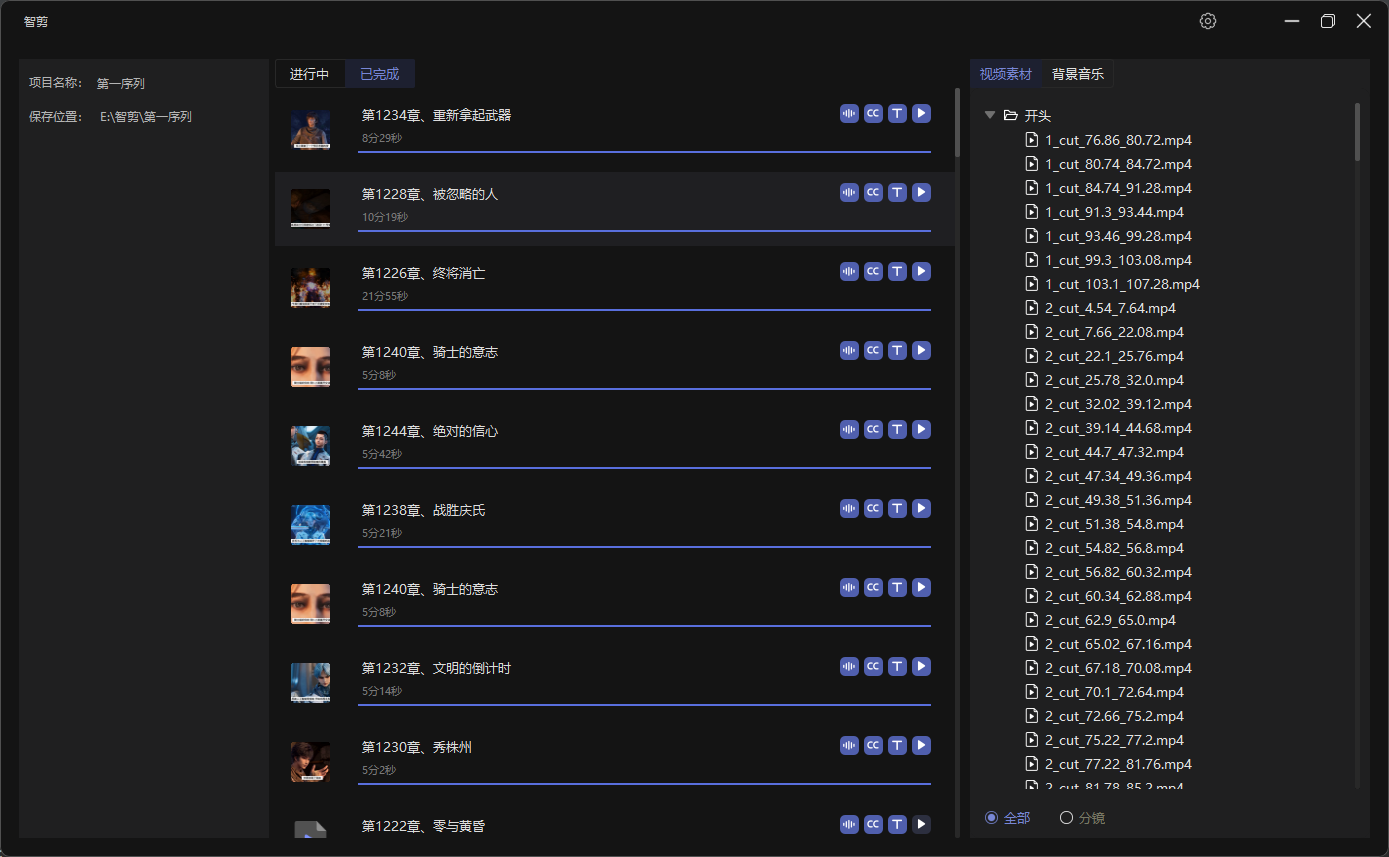 智剪
项目名称： 第一序列
保存位置： E:\智剪\第一序列
进行中 已完成
第1234章、重新拿起武器
CC T
8分29秒
第1228章、被忽略的人
CC T
10分19秒
第1226章、终将消亡
CC T
21分55秒
第1240章、骑士的意志
CC T
5分8秒
第1244章、绝对的信心
CC T
5分42秒
第1238章、战胜庆氏
CC T
5分21秒
第1240章、骑士的意志
CC T
5分8秒
第1232章、文明的倒计时
CC T
5分14秒
第1230章、秀株州
CC T
5分2秒
第1222章、零与黄昏
CC T
视频素材 背景音乐
开头
1_cut_76.86_80.72.mp4
1_cut_80.74_84.72.mp4
1_cut_84.74_91.28.mp4
1_cut_91.3_93.44.mp4
1_cut_93.46_99.28.mp4
1_cut_99.3_103.08.mp4
1_cut_103.1_107.28.mp4
2_cut_4.54_7.64.mp4
2_cut_7.66_22.08.mp4
2_cut_22.1_25.76.mp4
2_cut_25.78_32.0.mp4
2_cut_32.02_39.12.mp4
2_cut_39.14_44.68.mp4
2_cut_44.7_47.32.mp4
2_cut_47.34_49.36.mp4
2_cut_49.38_51.36.mp4
2_cut_51.38_54.8.mp4
2_cut_54.82_56.8.mp4
2_cut_56.82_60.32.mp4
2_cut_60.34_62.88.mp4
2_cut_62.9_65.0.mp4
2_cut_65.02_67.16.mp4
2_cut_67.18_70.08.mp4
2_cut_70.1_72.64.mp4
2_cut_72.66_75.2.mp4
2_cut_75.22_77.2.mp4
2_cut_77.22_81.76.mp4
2_cut_81.78_85.2.mp4
全部 分镜